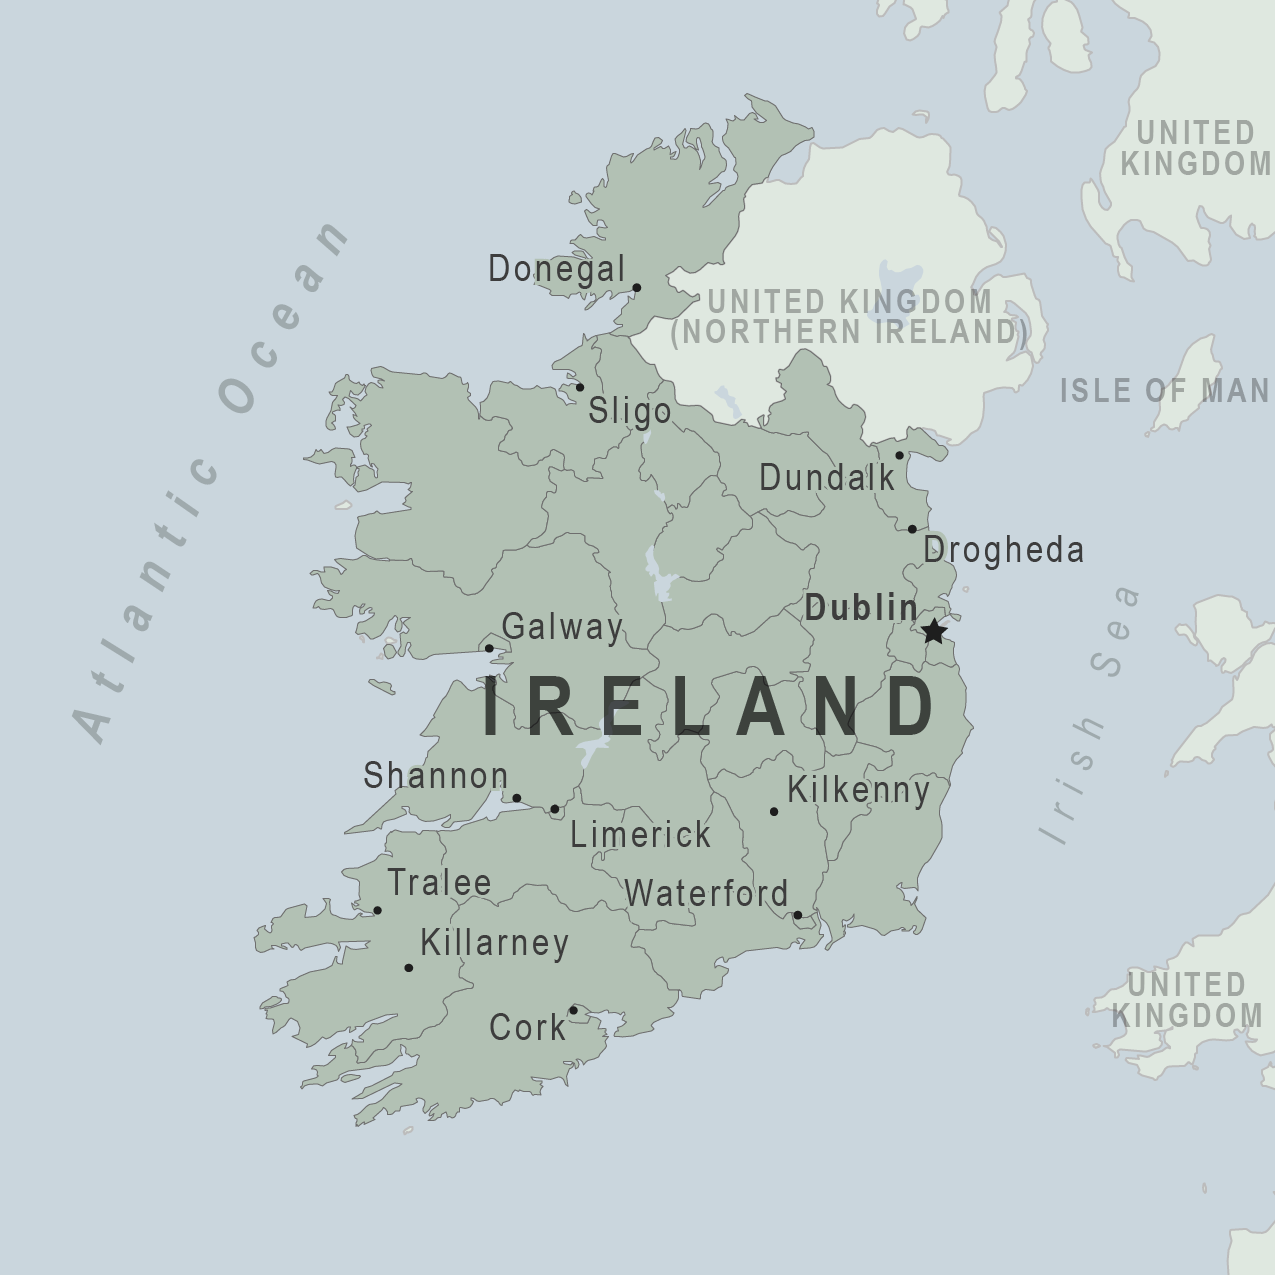 UNITED
KINGDOM
Atlantic Ocean
Donegal
UNITED KINGDOM
(NORTHERN IRELAND)
ISLE OF MAN
Sligo
Dundalk
Drogheda
Dublin
Galway
Irish Sea
IRELAND
Shannon
Kilkenny
Limerick
Tralee
Waterford
Killarney
UNITED
KINGDOM
Cork